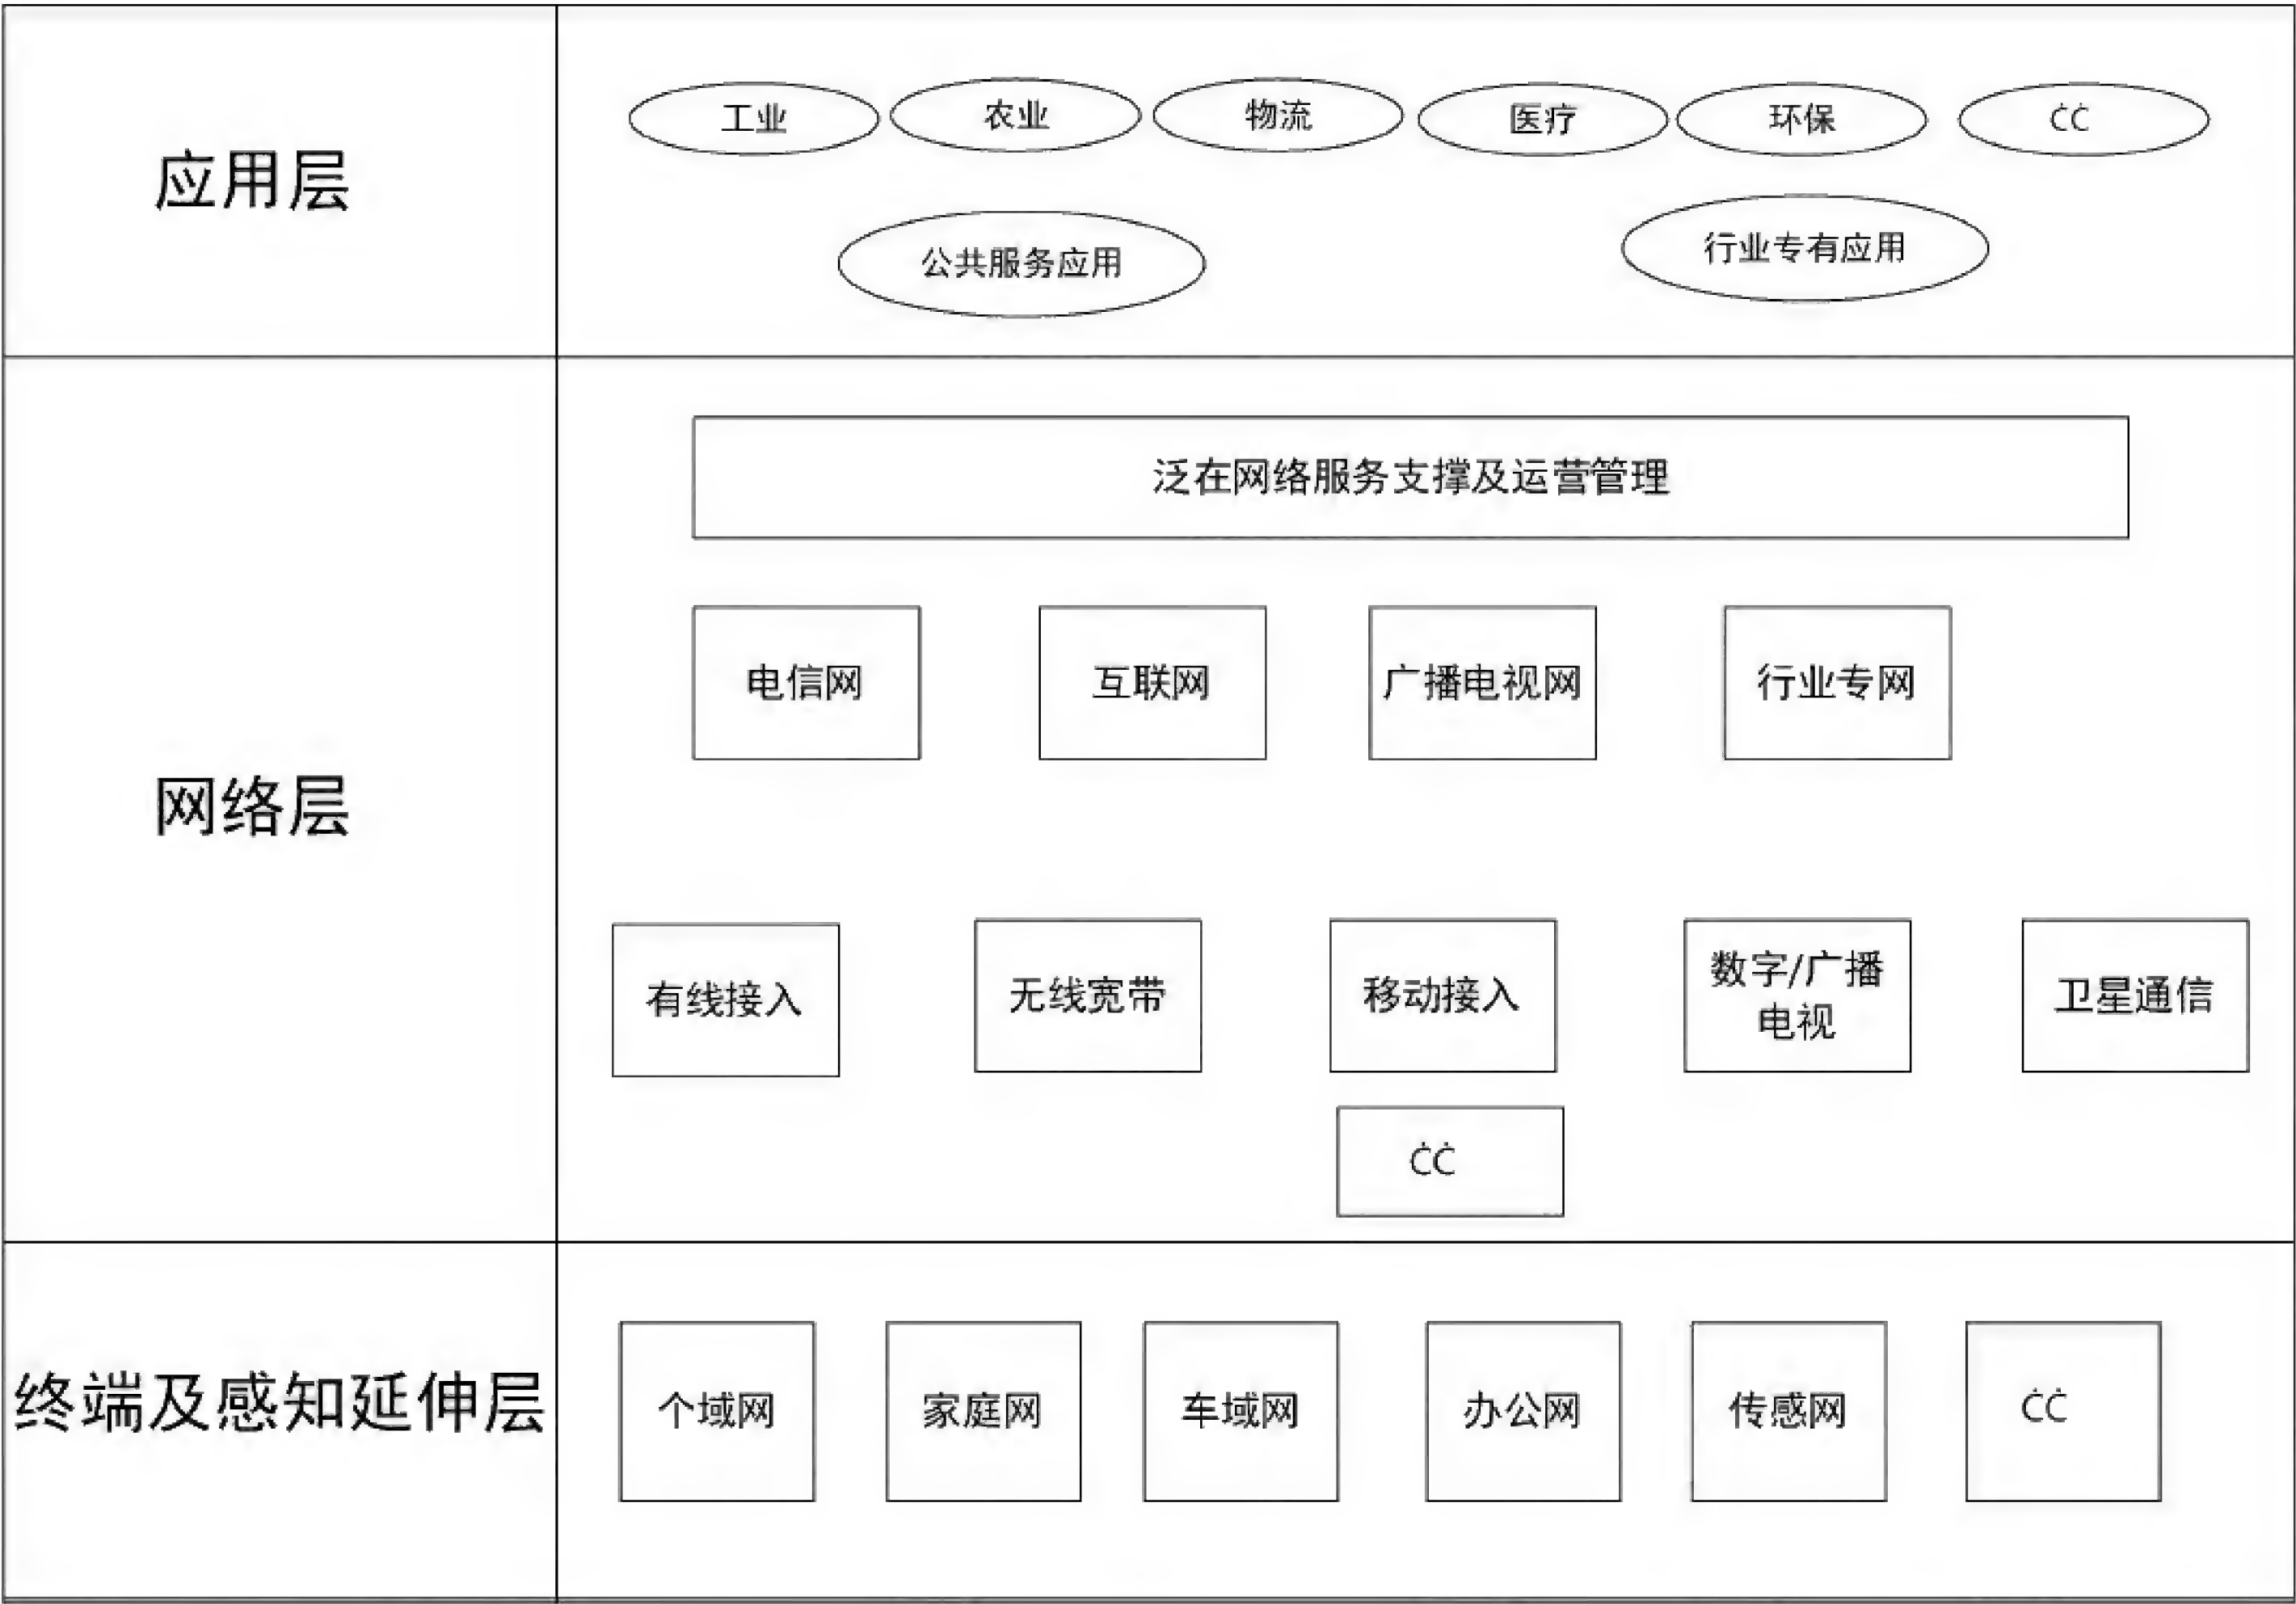 工业
农业
物流
医疗
环保
ĊĊ
应用层
公共服务应用
行业专有应用
泛在网络服务支撑及运营管理
电信网
互联网
广播电视网
行业专网
网络层
有线接入
无线宽带
移动接入
数字/广播
电视
卫星通信
ĊĊ
终端及感知延伸层
个域网
家庭网
车域网
办公网
传感网
ĊĊ